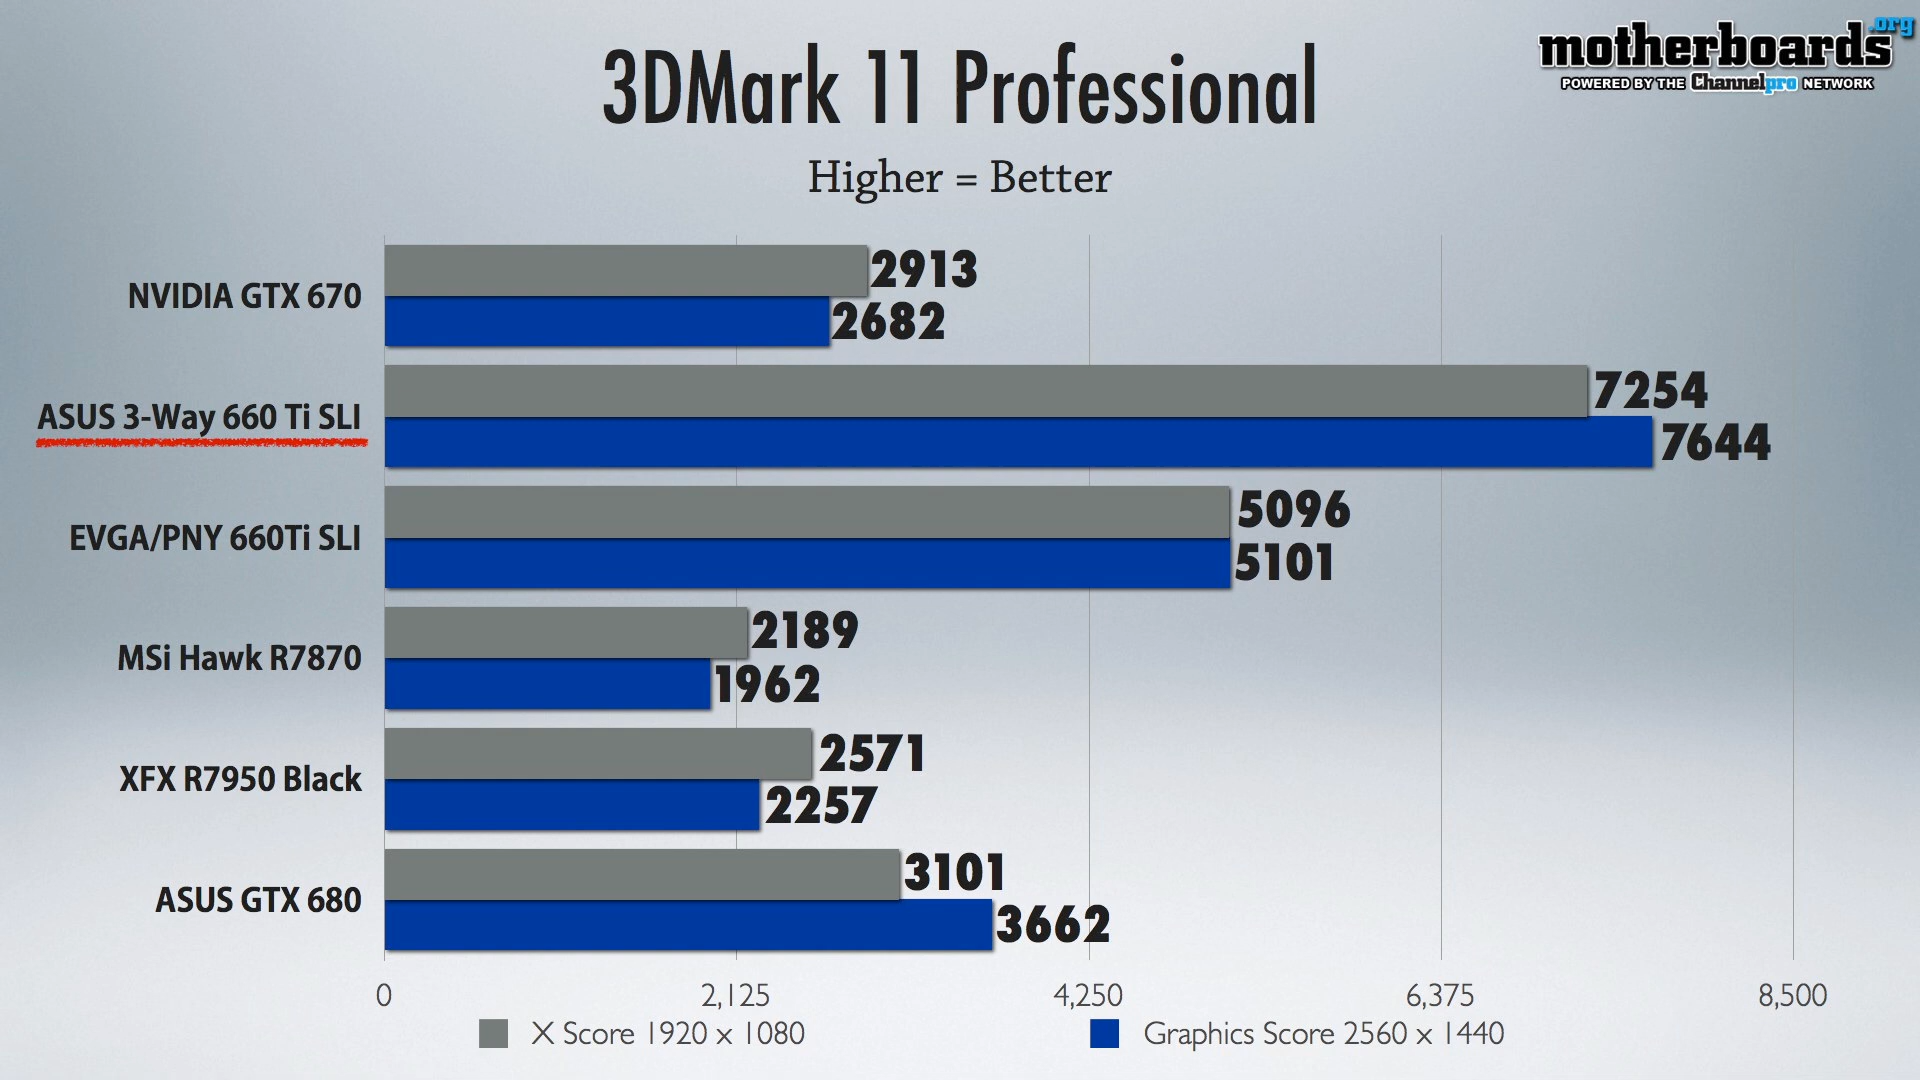 motherboards.org
POWERED BY THE Channelpro NETWORK
3DMark 11 Professional
Higher = Better
NVIDIA GTX 670
2913
2682
ASUS 3-Way 660 Ti SLI
7254
7644
EVGA/PNY 660Ti SLI
5096
5101
MSi Hawk R7870
2189
1962
XFX R7950 Black
2571
2257
ASUS GTX 680
3101
3662
0 2,125 4,250 6,375 8,500
X Score 1920 x 1080 Graphics Score 2560 x 1440